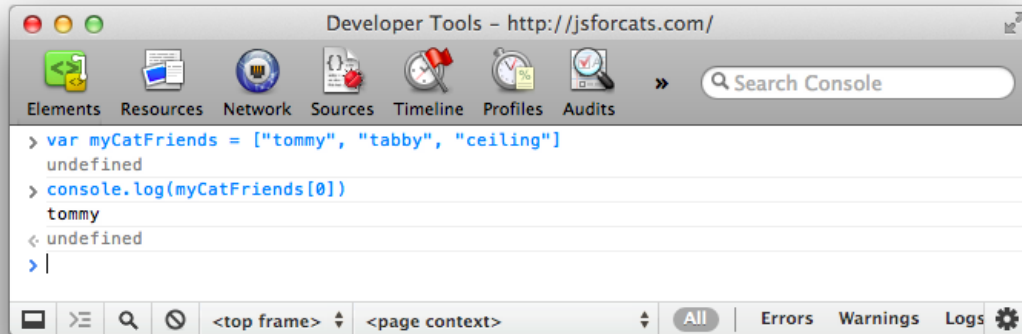 Developer Tools – http://jsforcats.com/
Elements Resources Network Sources Timeline Profiles Audits » Search Console
> var myCatFriends = ["tommy", "tabby", "ceiling"]
undefined
> console.log(myCatFriends[0])
tommy
undefined
>
<top frame> <page context> All Errors Warnings Logs